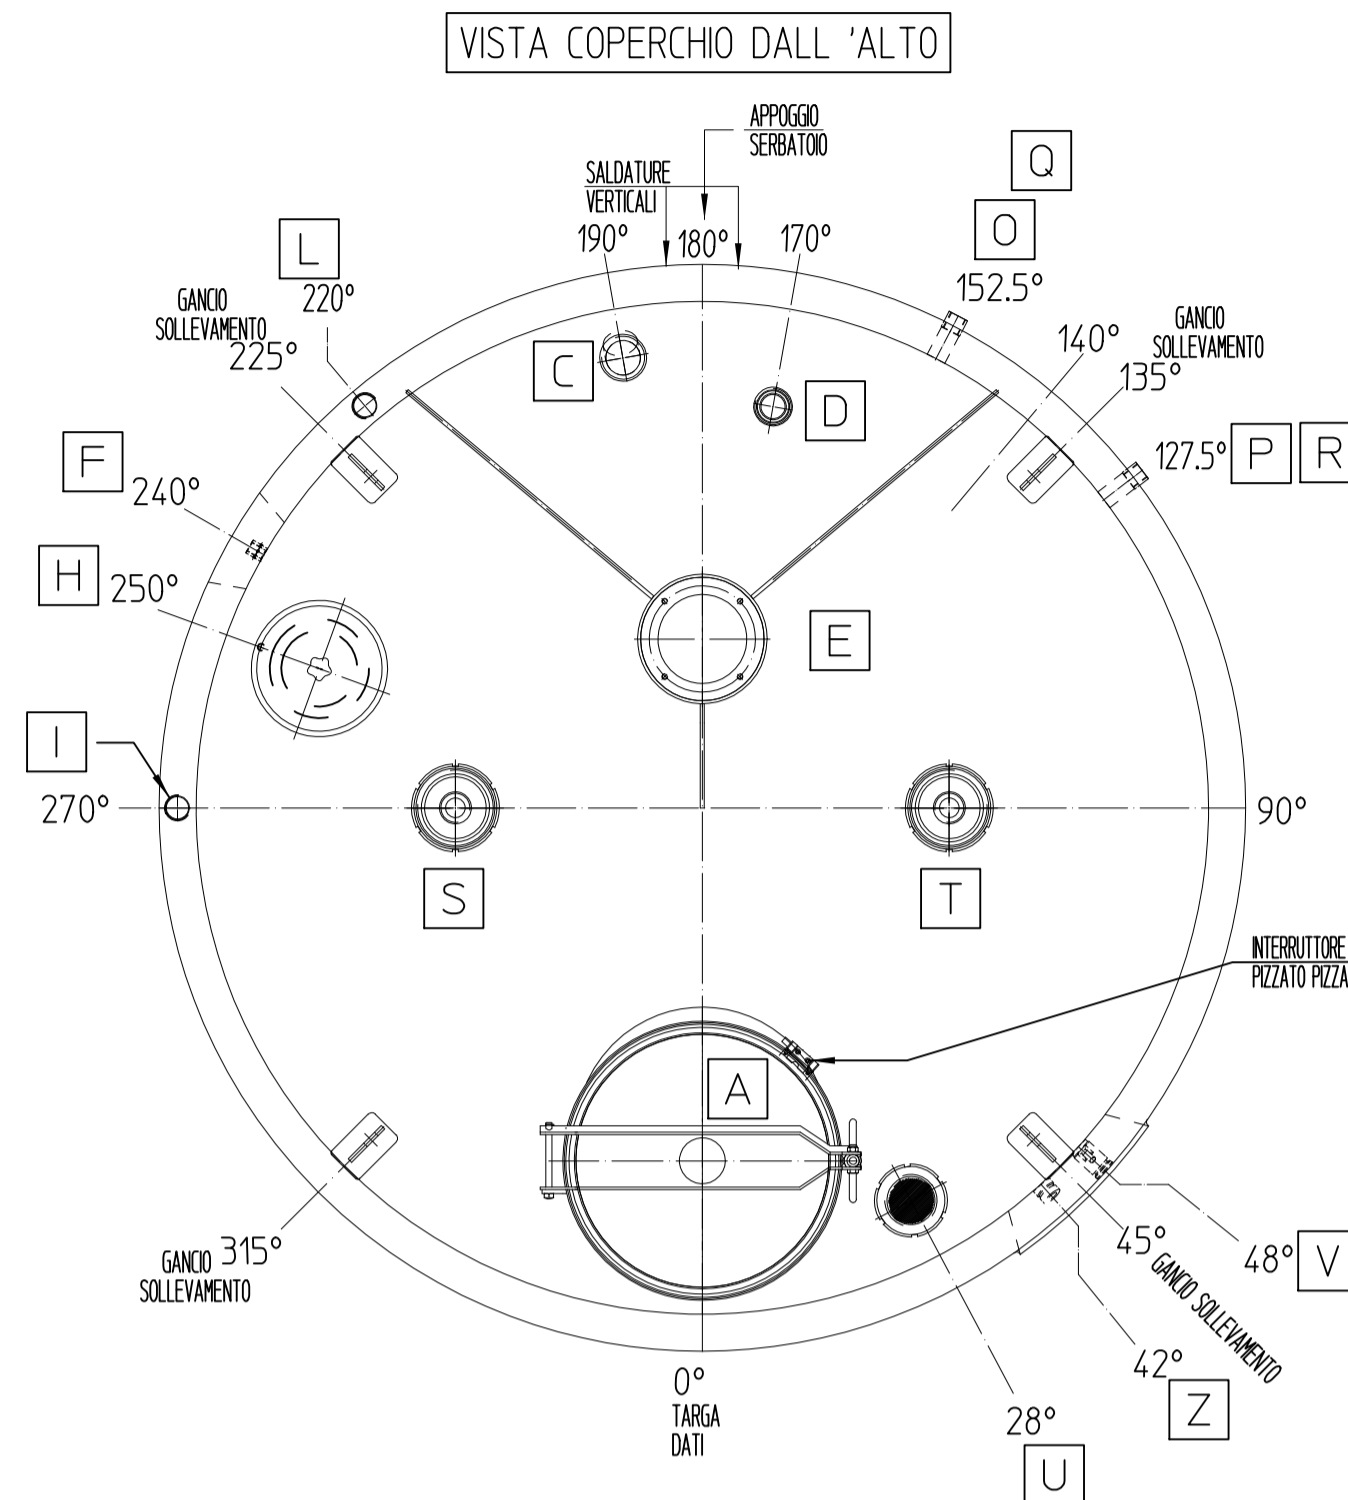 VISTA COPERCHIO DALL 'ALTO
APPOGGIO
SERBATOIO
SALDATURE
VERTICALI
190°
180°
170°
Q
O
152.5°
L
220°
GANCIO
SOLLEVAMENTO
225°
C
D
140°
GANCIO
SOLLEVAMENTO
135°
F
240°
127.5°
P
R
H
250°
E
I
270°
90°
S
T
INTERRUTTORE
PIZZATO PIZZA
A
GANCIO
SOLLEVAMENTO
315°
45°
GANCIO SOLLEVAMENTO
48°
V
42°
Z
0°
TARGA
DATI
28°
U